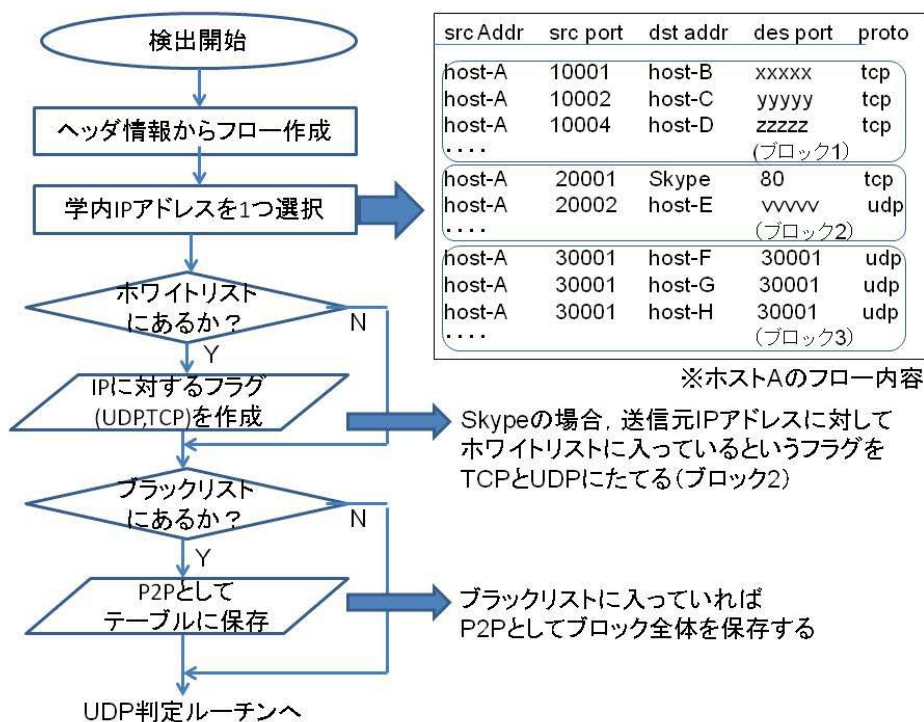 検出開始
ヘッダ情報からフロー作成
学内IPアドレスを1つ選択
ホワイトリスト
にあるか？
N
Y
IPに対するフラグ
(UDP,TCP)を作成
ブラックリスト
にあるか？
N
Y
P2Pとして
テーブルに保存
UDP判定ルーチンへ
src Addr src port dst addr des port proto
host-A 10001 host-B xxxxx tcp
host-A 10002 host-C yyyyy tcp
host-A 10004 host-D zzzzz tcp
････ (ブロック1)
host-A 20001 Skype 80 tcp
host-A 20002 host-E vvvvv udp
････ (ブロック2)
host-A 30001 host-F 30001 udp
host-A 30001 host-G 30001 udp
host-A 30001 host-H 30001 udp
････ (ブロック3)
※ホストAのフロー内容
Skypeの場合，送信元IPアドレスに対して
ホワイトリストに入っているというフラグを
TCPとUDPにたてる（ブロック2）
ブラックリストに入っていれば
P2Pとしてブロック全体を保存する